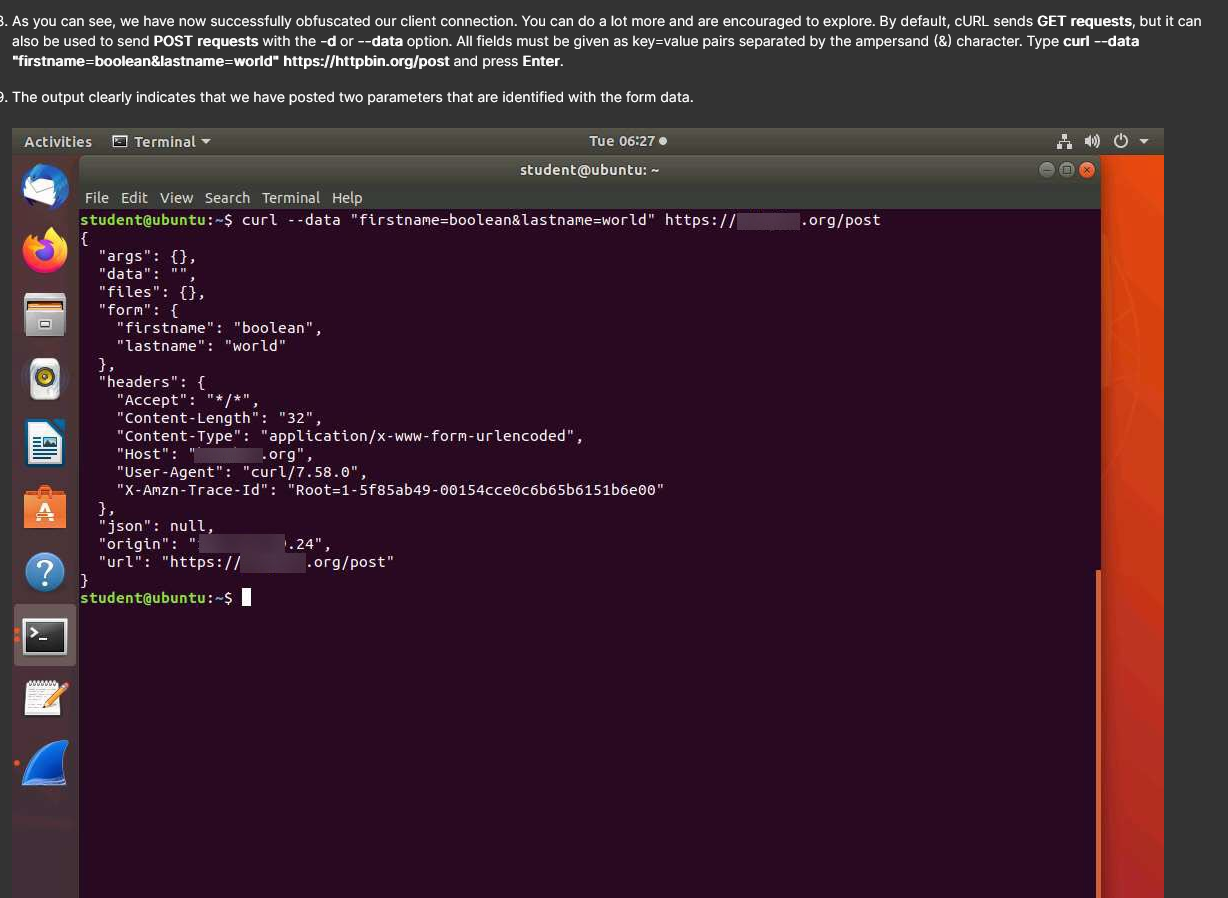 3. As you can see, we have now successfully obfuscated our client connection. You can do a lot more and are encouraged to explore. By default, cURL sends GET requests, but it can
also be used to send POST requests with the -d or --data option. All fields must be given as key=value pairs separated by the ampersand (&) character. Type curl --data
"firstname=boolean&lastname=world" https://httpbin.org/post and press Enter.
9. The output clearly indicates that we have posted two parameters that are identified with the form data.
Activities Terminal Tue 06:27
student@ubuntu: ~
File Edit View Search Terminal Help
student@ubuntu:~$ curl --data "firstname=boolean&lastname=world" https:// .org/post
{
"args": {},
"data": "",
"files": {},
"form": {
"firstname": "boolean",
"lastname": "world"
},
"headers": {
"Accept": "*/*",
"Content-Length": "32",
"Content-Type": "application/x-www-form-urlencoded",
"Host": " .org",
"User-Agent": "curl/7.58.0",
"X-Amzn-Trace-Id": "Root=1-5f85ab49-00154cce0c6b65b6151b6e00"
},
"json": null,
"origin": " .24",
"url": "https:// .org/post"
}
student@ubuntu:~$